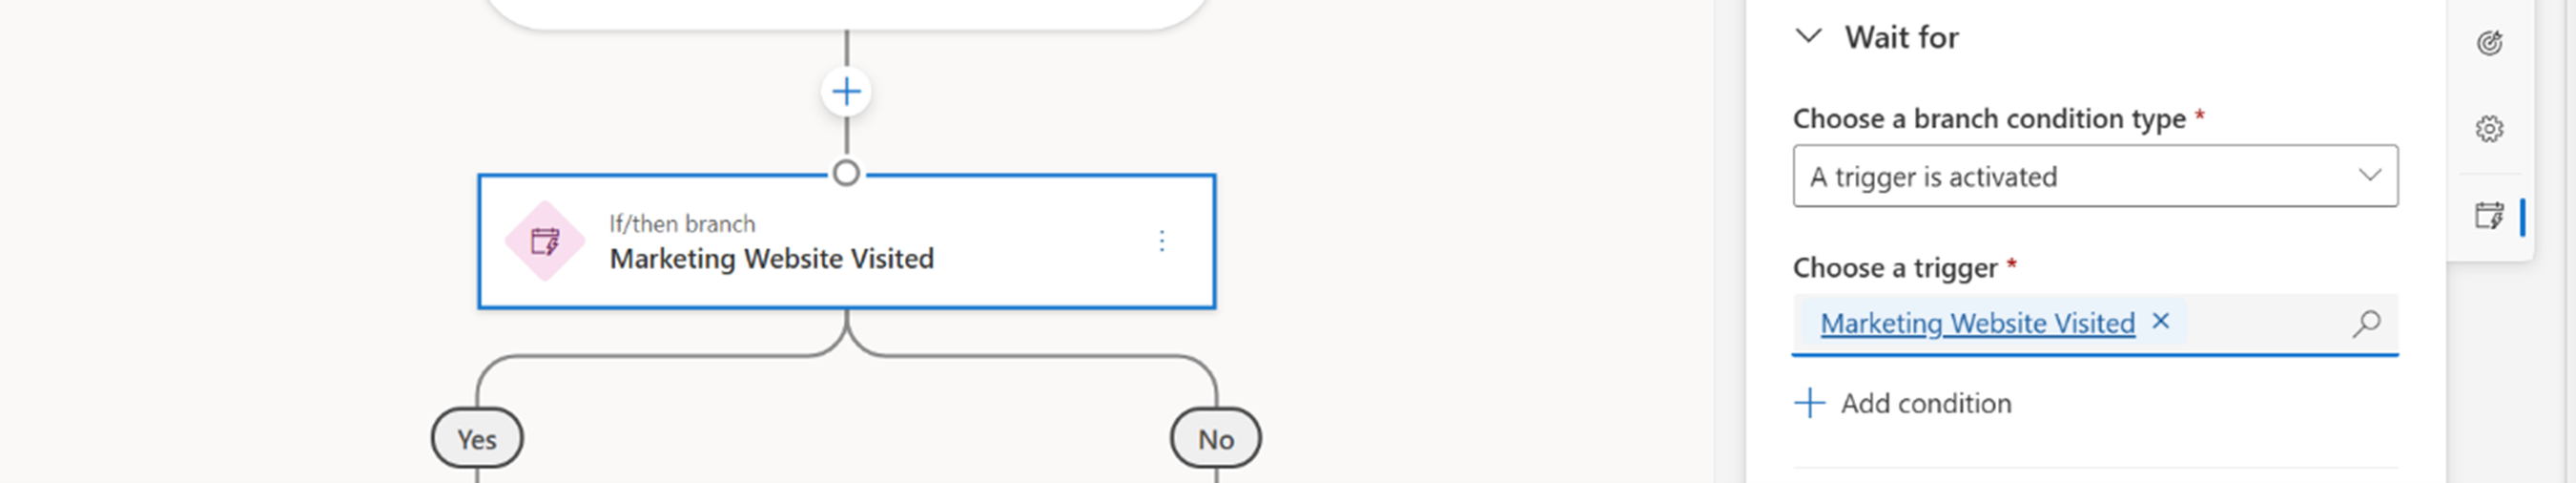 If/then branch
Marketing Website Visited
Yes
No
Wait for
Choose a branch condition type *
A trigger is activated
Choose a trigger *
Marketing Website Visited
Add condition